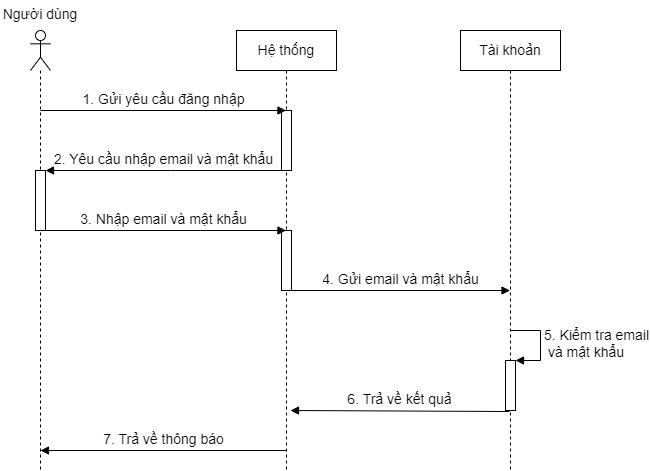 Người dùng
Hệ thống
Tài khoản
1. Gửi yêu cầu đăng nhập
2. Yêu cầu nhập email và mật khẩu
3. Nhập email và mật khẩu
4. Gửi email và mật khẩu
5. Kiểm tra email
và mật khẩu
6. Trả về kết quả
7. Trả về thông báo